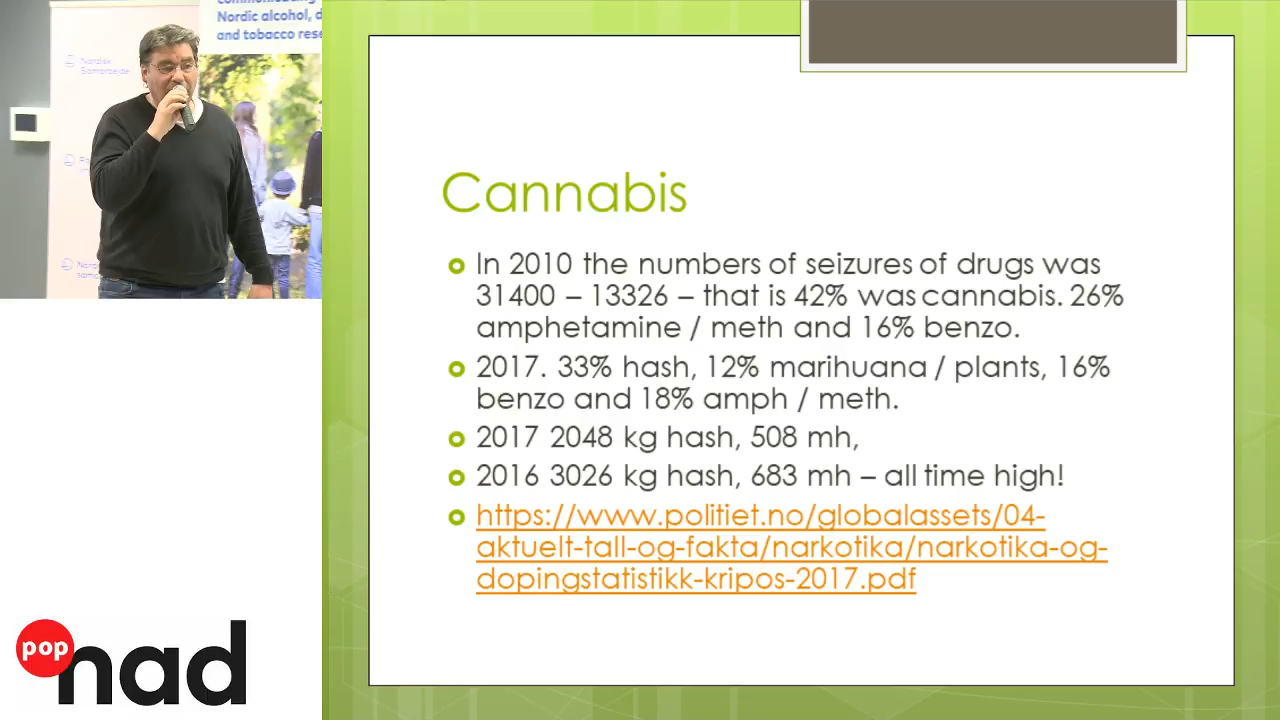 Nordic alcohol, d
and tobacco rese
Nordisk
Samarbejde
pop
nad
Cannabis
In 2010 the numbers of seizures of drugs was
31400 – 13326 – that is 42% was cannabis. 26%
amphetamine / meth and 16% benzo.
2017. 33% hash, 12% marihuana / plants, 16%
benzo and 18% amph / meth.
2017 2048 kg hash, 508 mh,
2016 3026 kg hash, 683 mh – all time high!
https://www.politiet.no/globalassets/04-
aktuelt-tall-og-fakta/narkotika/narkotika-og-
dopingstatistikk-kripos-2017.pdf